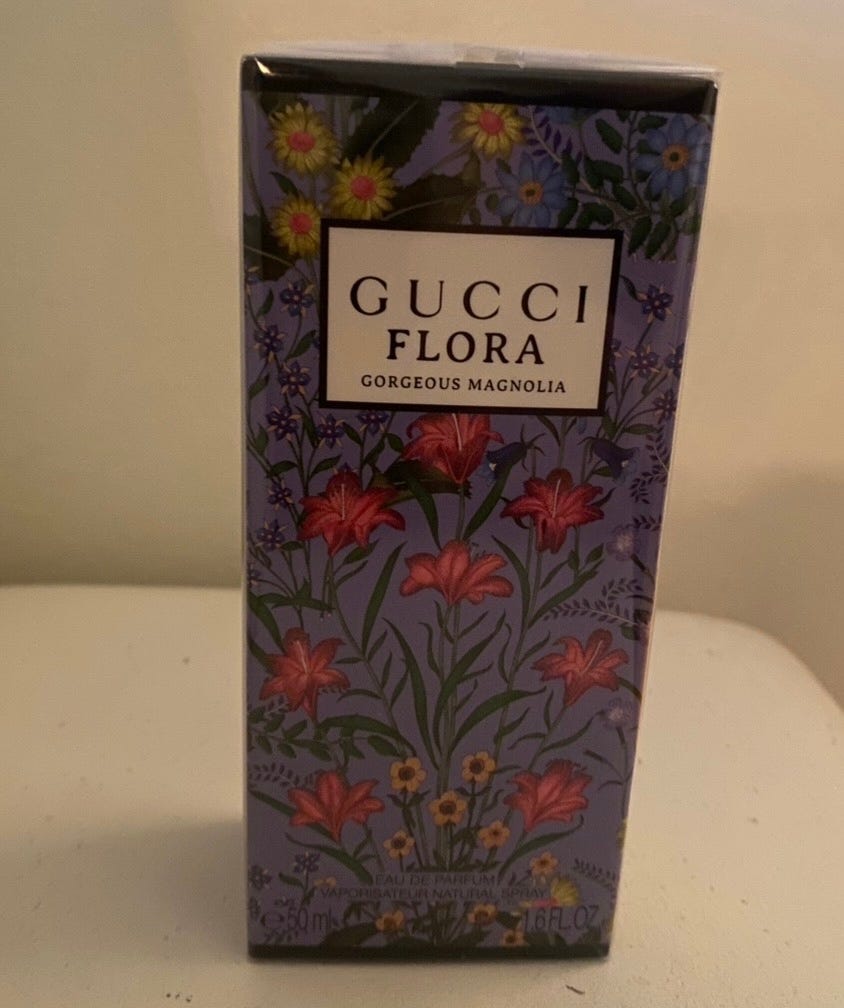 GUCCI
FLORA
GORGEOUS MAGNOLIA
EAU DE PARFUM
VAPORISATEUR NATURAL SPRAY
℮ 50 ml 1.6 FL.OZ.